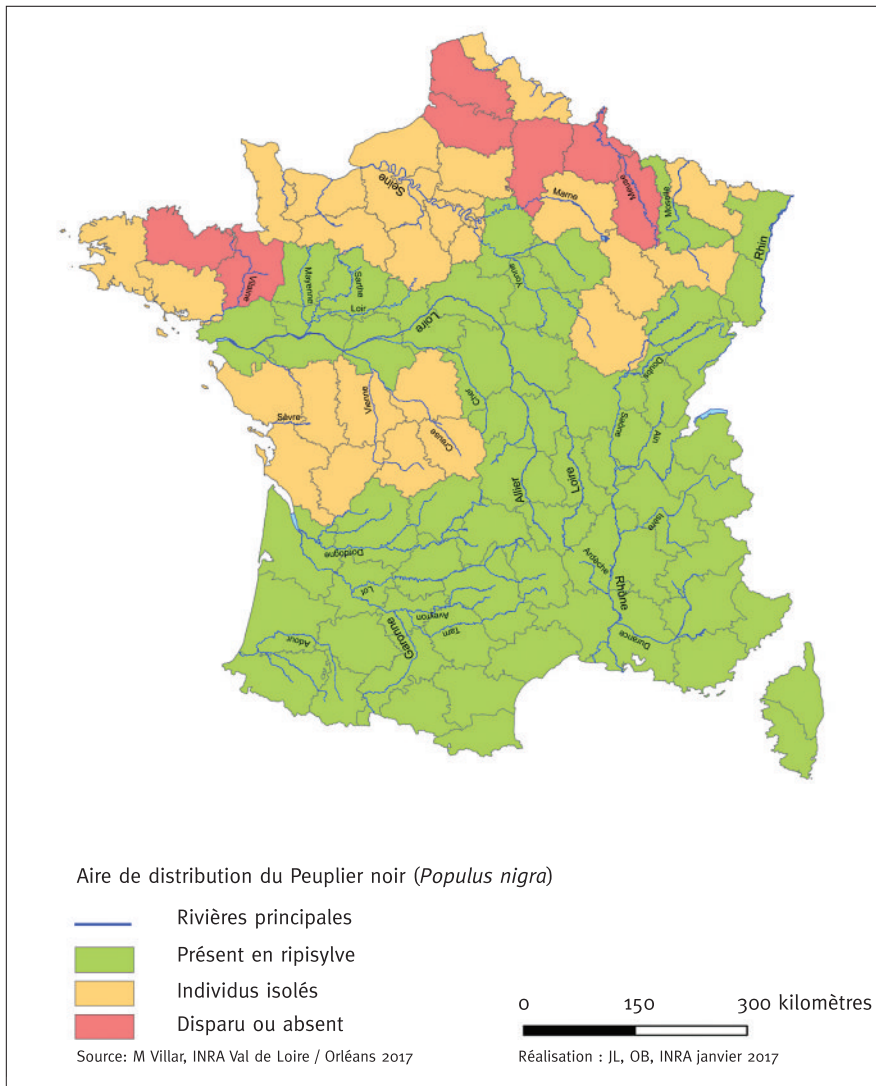 Seine
Marne
Meuse
Moselle
Rhin
Vilaine
Mayenne
Sarthe
Loir
Yonne
Loire
Doubs
Cher
Vienne
Sèvre
Creuse
Saône
Ain
Allier
Loire
Isère
Dordogne
Ardèche
Rhône
Lot
Aveyron
Tarn
Garonne
Adour
Durance
Aire de distribution du Peuplier noir (Populus nigra)
Rivières principales
Présent en ripisylve
Individus isolés
Disparu ou absent
0 150 300 kilomètres
Source: M Villar, INRA Val de Loire / Orléans 2017
Réalisation : JL, OB, INRA janvier 2017